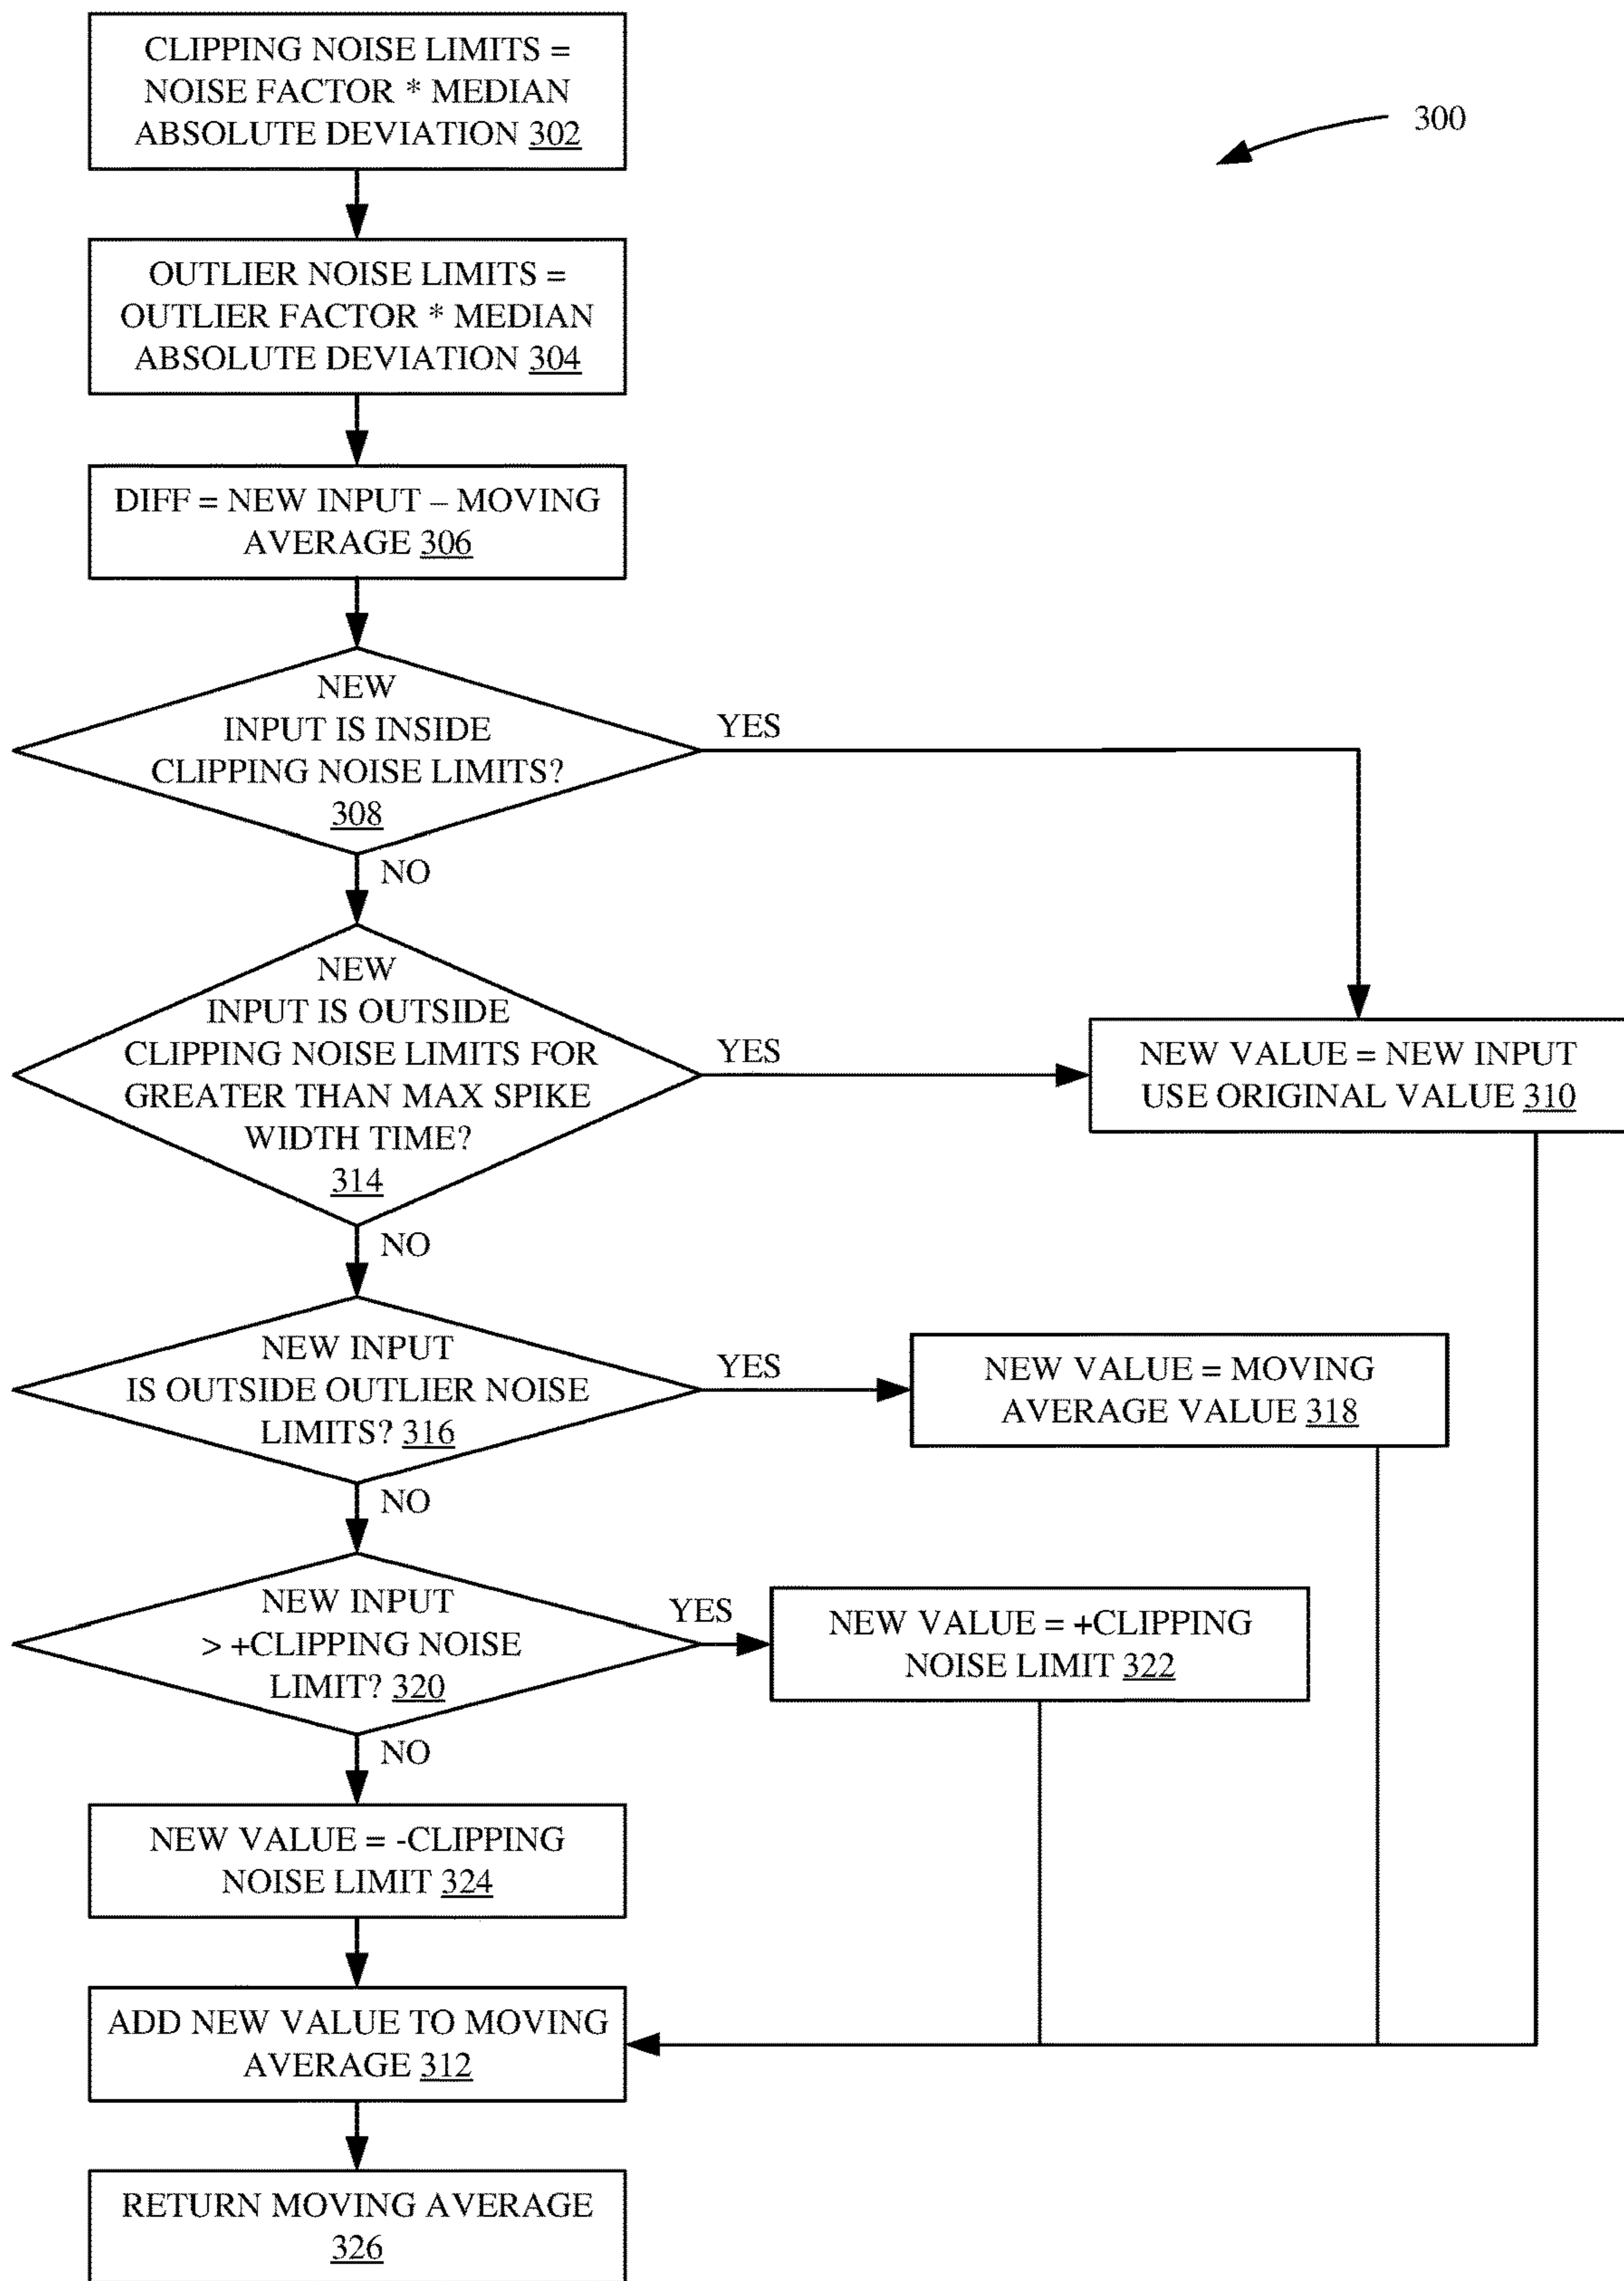 CLIPPING NOISE LIMITS =
NOISE FACTOR * MEDIAN
ABSOLUTE DEVIATION 302
300
OUTLIER NOISE LIMITS =
OUTLIER FACTOR * MEDIAN
ABSOLUTE DEVIATION 304
DIFF = NEW INPUT – MOVING
AVERAGE 306
NEW
INPUT IS INSIDE
CLIPPING NOISE LIMITS?
308
YES
NO
NEW
INPUT IS OUTSIDE
CLIPPING NOISE LIMITS FOR
GREATER THAN MAX SPIKE
WIDTH TIME?
314
YES
NEW VALUE = NEW INPUT
USE ORIGINAL VALUE 310
NO
NEW INPUT
IS OUTSIDE OUTLIER NOISE
LIMITS? 316
YES
NEW VALUE = MOVING
AVERAGE VALUE 318
NO
NEW INPUT
> +CLIPPING NOISE
LIMIT? 320
YES
NEW VALUE = +CLIPPING
NOISE LIMIT 322
NO
NEW VALUE = -CLIPPING
NOISE LIMIT 324
ADD NEW VALUE TO MOVING
AVERAGE 312
RETURN MOVING AVERAGE
326